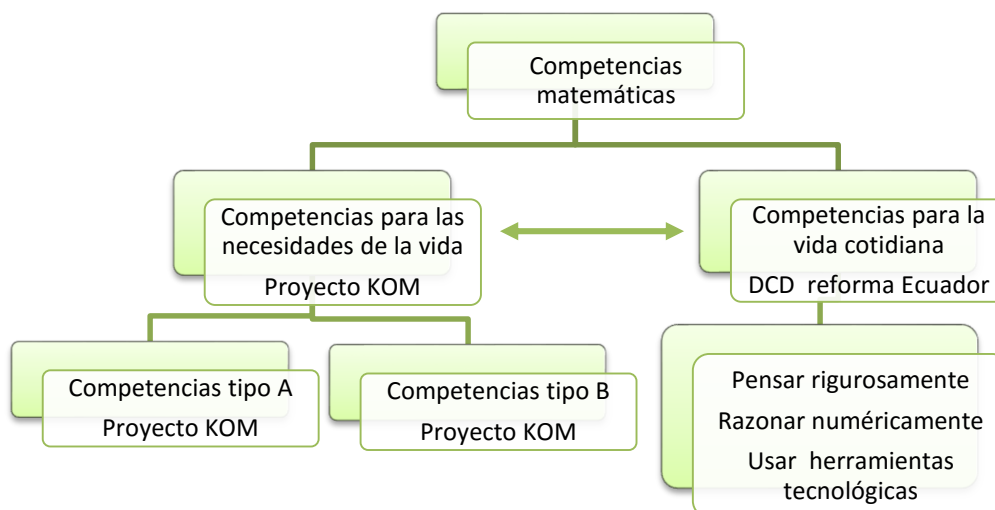 Competencias
matemáticas
Competencias para las
necesidades de la vida
Proyecto KOM
Competencias para la
vida cotidiana
DCD reforma Ecuador
Competencias tipo A
Proyecto KOM
Competencias tipo B
Proyecto KOM
Pensar rigurosamente
Razonar numéricamente
Usar herramientas
tecnológicas